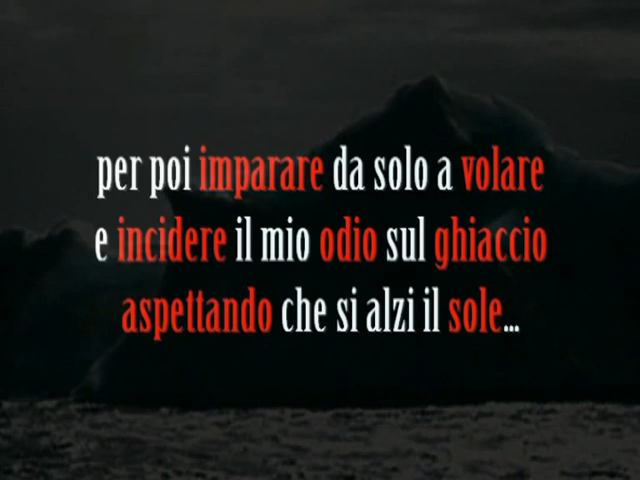 per poi imparare da solo a volare
e incidere il mio odio sul ghiaccio
aspettando che si alzi il sole...